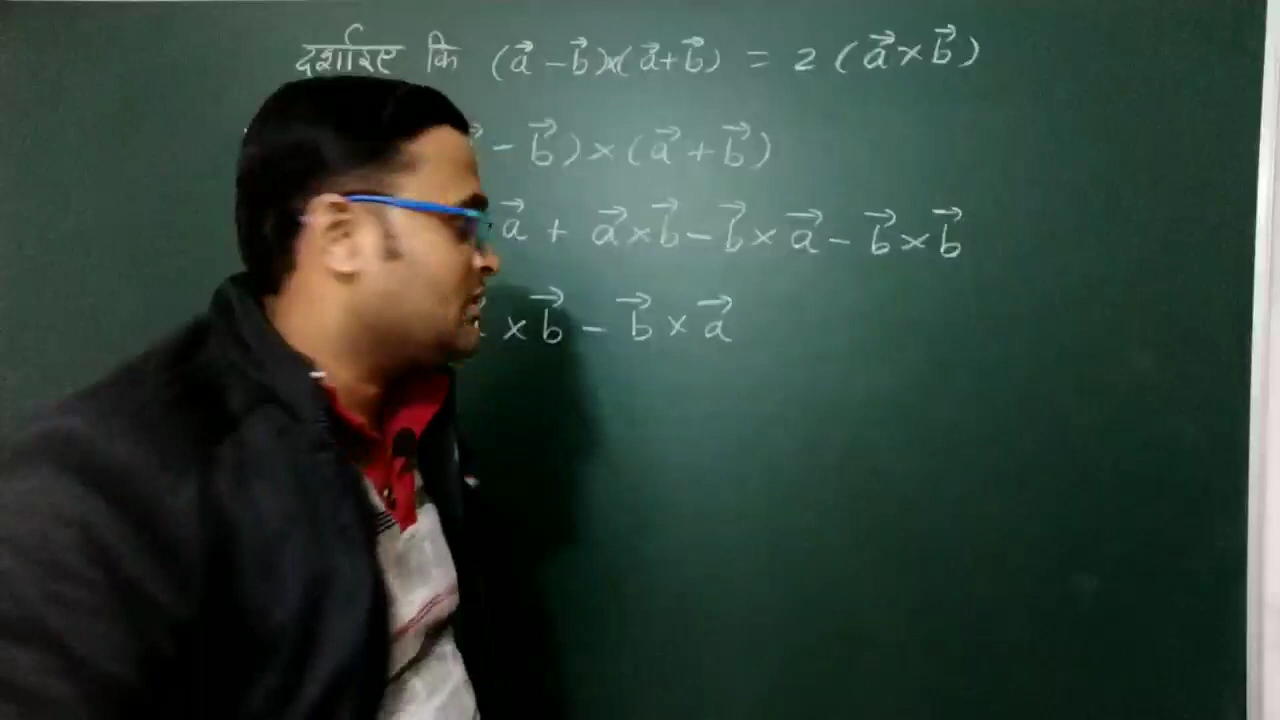 दर्शाइए कि (a⃗ – b⃗)×(a⃗+b⃗) = 2 (a⃗×b⃗)
– b⃗)×(a⃗+b⃗)
a⃗ + a⃗×b⃗–b⃗×a⃗–b⃗×b⃗
×b⃗ – b⃗×a⃗